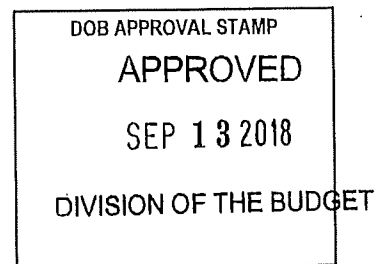 DOB APPROVAL STAMP
APPROVED
SEP 13 2018
DIVISION OF THE BUDGET